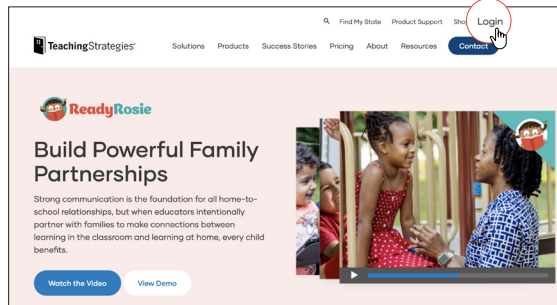 Find My State Product Support Sho Login
TeachingStrategies®
Solutions Products Success Stories Pricing About Resources Contact
ReadyRosie
Build Powerful Family
Partnerships
Strong communication is the foundation for all home-to-
school relationships, but when educators intentionally
partner with families to make connections between
learning in the classroom and learning at home, every child
benefits.
Watch the Video View Demo